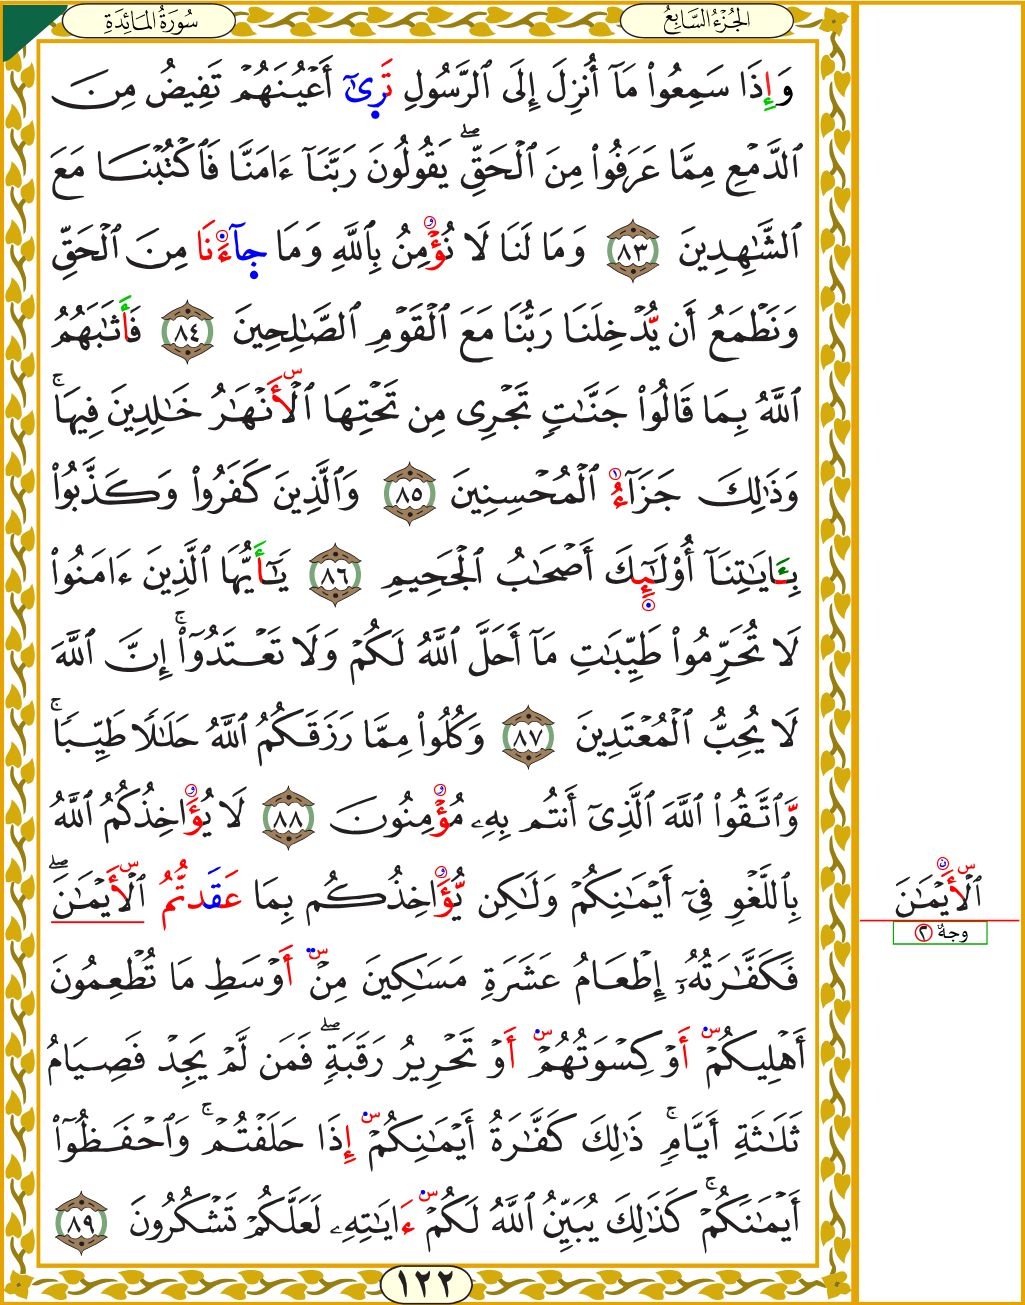 سُورَةُ الْمَائِدَةِ
الْجُزْءُ السَّابِعُ
وَإِذَا سَمِعُوا۟ مَآ أُنزِلَ إِلَى ٱلرَّسُولِ تَرِىٰٓ أَعْيُنَهُمْ تَفِيضُ مِنَ
ٱلدَّمْعِ مِمَّا عَرَفُوا۟ مِنَ ٱلْحَقِّ ۖ يَقُولُونَ رَبَّنَآ ءَامَنَّا فَٱكْتُبْنَا مَعَ
ٱلشَّـٰهِدِينَ ٨٣ وَمَا لَنَا لَا نُؤْمِنُ بِٱللَّهِ وَمَا جَآءَنَا مِنَ ٱلْحَقِّ
وَنَطْمَعُ أَن يُدْخِلَنَا رَبُّنَا مَعَ ٱلْقَوْمِ ٱلصَّـٰلِحِينَ ٨٤ فَأَثَـٰبَهُمُ
ٱللَّهُ بِمَا قَالُوا۟ جَنَّـٰتٍ تَجْرِى مِن تَحْتِهَا ٱلْأَنْهَـٰرُ خَـٰلِدِينَ فِيهَا ۚ
وَذَٰلِكَ جَزَآءُ ٱلْمُحْسِنِينَ ٨٥ وَٱلَّذِينَ كَفَرُوا۟ وَكَذَّبُوا۟
بِـَٔايَـٰتِنَآ أُو۟لَـٰٓئِكَ أَصْحَـٰبُ ٱلْجَحِيمِ ٨٦ يَـٰٓأَيُّهَا ٱلَّذِينَ ءَامَنُوا۟
لَا تُحَرِّمُوا۟ طَيِّبَـٰتِ مَآ أَحَلَّ ٱللَّهُ لَكُمْ وَلَا تَعْتَدُوٓا۟ ۚ إِنَّ ٱللَّهَ
لَا يُحِبُّ ٱلْمُعْتَدِينَ ٨٧ وَكُلُوا۟ مِمَّا رَزَقَكُمُ ٱللَّهُ حَلَـٰلًا طَيِّبًا ۚ
وَّٱتَّقُوا۟ ٱللَّهَ ٱلَّذِىٓ أَنتُم بِهِۦ مُؤْمِنُونَ ٨٨ لَا يُؤَاخِذُكُمُ ٱللَّهُ
بِٱللَّغْوِ فِىٓ أَيْمَـٰنِكُمْ وَلَـٰكِن يُّؤَاخِذُكُم بِمَا عَقَدتُّمُ ٱلْأَيْمَـٰنَ ۖ
فَكَفَّـٰرَتُهُۥٓ إِطْعَامُ عَشَرَةِ مَسَـٰكِينَ مِنْ أَوْسَطِ مَا تُطْعِمُونَ
أَهْلِيكُمْ أَوْ كِسْوَتُهُمْ أَوْ تَحْرِيرُ رَقَبَةٍ ۖ فَمَن لَّمْ يَجِدْ فَصِيَامُ
ثَلَـٰثَةِ أَيَّامٍ ۚ ذَٰلِكَ كَفَّـٰرَةُ أَيْمَـٰنِكُمْ إِذَا حَلَفْتُمْ ۚ وَٱحْفَظُوٓا۟
أَيْمَـٰنَكُمْ ۚ كَذَٰلِكَ يُبَيِّنُ ٱللَّهُ لَكُمْ ءَايَـٰتِهِۦ لَعَلَّكُمْ تَشْكُرُونَ ٨٩
ٱلْأَيْمَـٰنَ
وجهٌ ٢
١٢٢